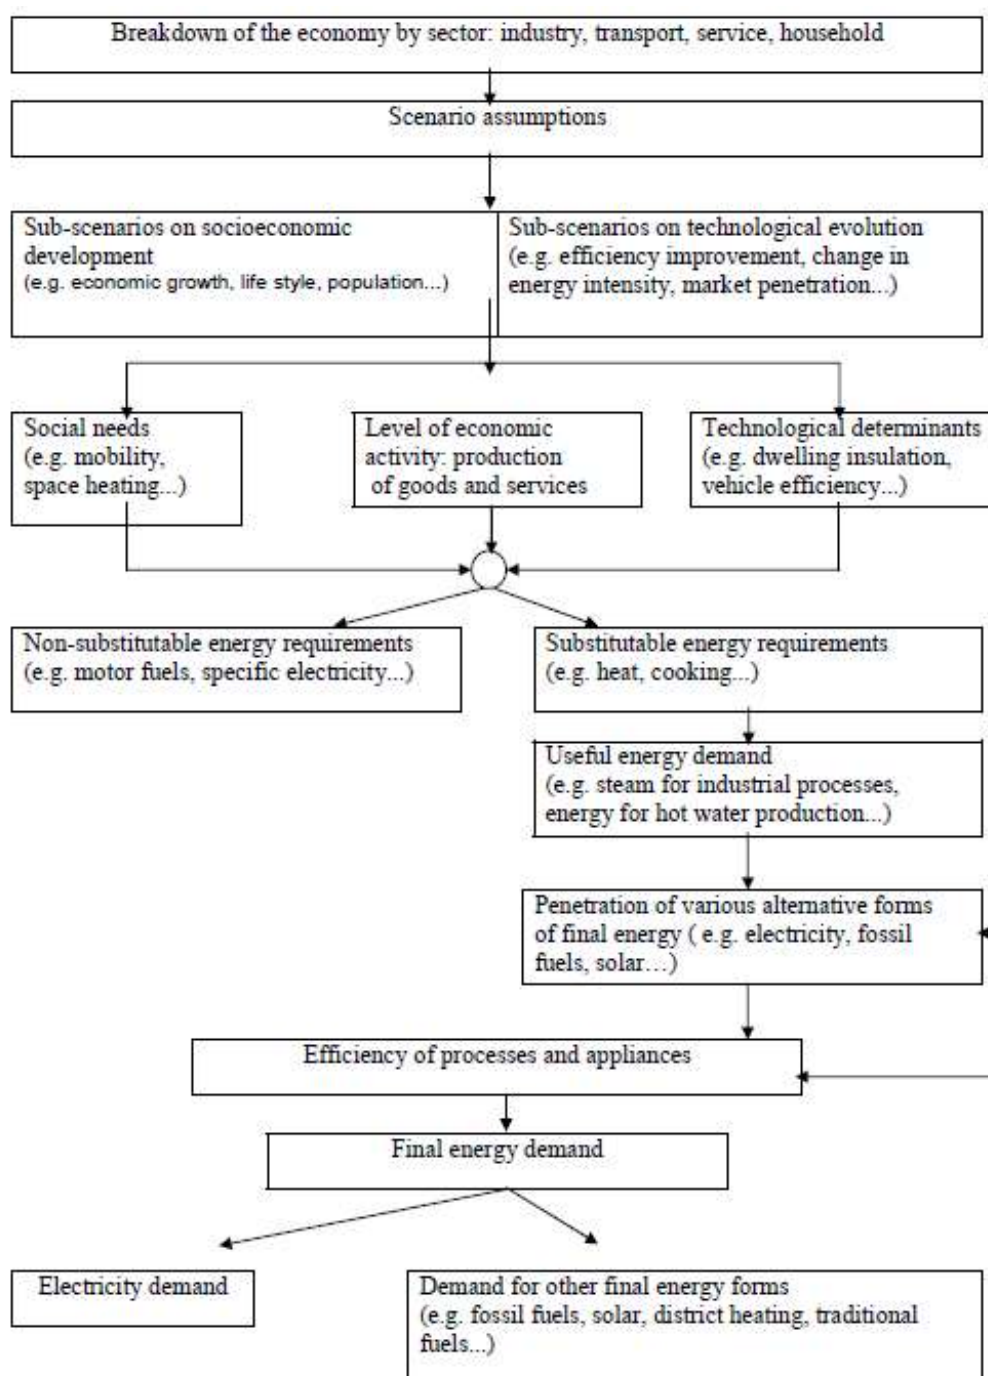 Breakdown of the economy by sector: industry, transport, service, household
Scenario assumptions
Sub-scenarios on socioeconomic
development
(e.g. economic growth, life style, population...)
Sub-scenarios on technological evolution
(e.g. efficiency improvement, change in
energy intensity, market penetration...)
Social needs
(e.g. mobility,
space heating...)
Level of economic
activity: production
of goods and services
Technological determinants
(e.g. dwelling insulation,
vehicle efficiency...)
Non-substitutable energy requirements
(e.g. motor fuels, specific electricity...)
Substitutable energy requirements
(e.g. heat, cooking...)
Useful energy demand
(e.g. steam for industrial processes,
energy for hot water production...)
Penetration of various alternative forms
of final energy ( e.g. electricity, fossil
fuels, solar…)
Efficiency of processes and appliances
Final energy demand
Electricity demand
Demand for other final energy forms
(e.g. fossil fuels, solar, district heating, traditional
fuels...)